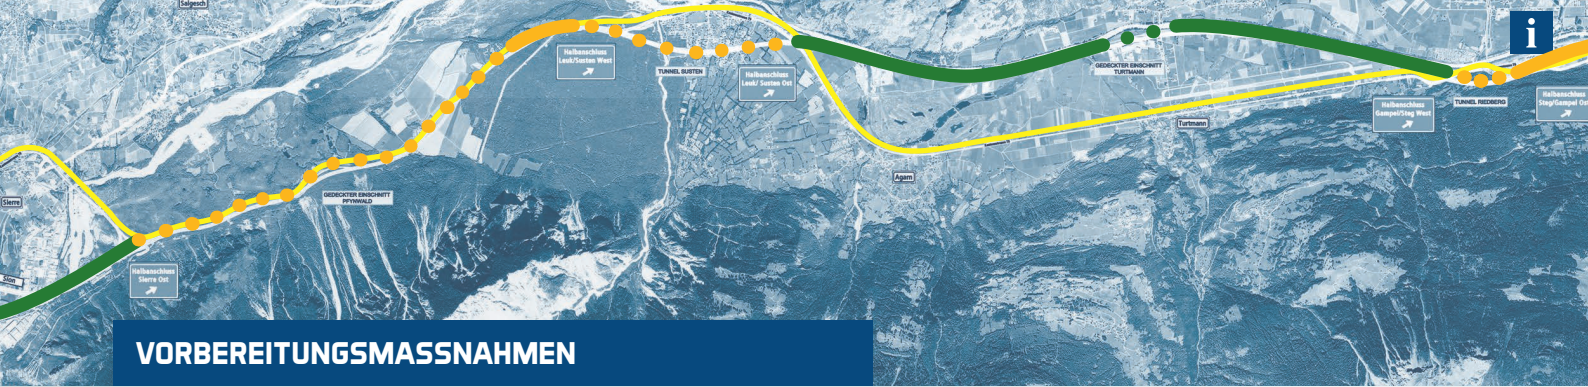 Salgesch
i
Halbanschluss
Leuk/Susten West
TUNNEL SUSTEN
Halbanschluss
Leuk/ Susten Ost
GEDECKTER EINSCHNITT
TURTMANN
Halbanschluss
Gampel/Steg West
TUNNEL RIEDBERG
Halbanschluss
Steg/Gampel Ost
Turtmann
Agarn
GEDECKTER EINSCHNITT
PFYNWALD
Sierre
Sion
Halbanschluss
Sierre Ost
VORBEREITUNGSMASSNAHMEN